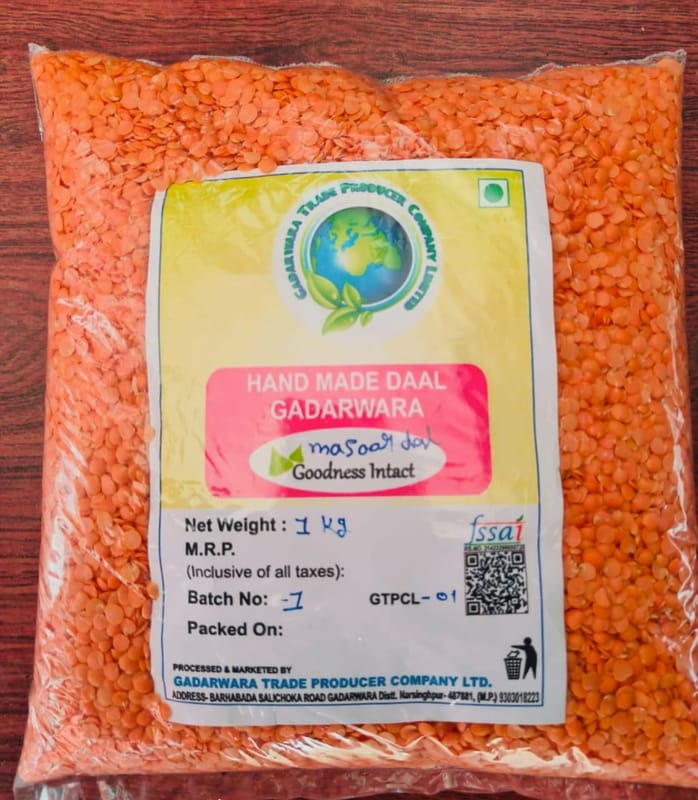 GADARWARA TRADE PRODUCER COMPANY LIMITED
HAND MADE DAAL
GADARWARA
masoor dal
Goodness Intact
Net Weight : 1 kg
M.R.P.
(Inclusive of all taxes):
Batch No: -1
GTPCL-01
Packed On:
fssai
PROCESSED & MARKETED BY
GADARWARA TRADE PRODUCER COMPANY LTD.
ADDRESS- BARHABADA SALICHOKA ROAD GADARWARA Distt. Narsinghpur- 487881, (M.P.) 9303018223